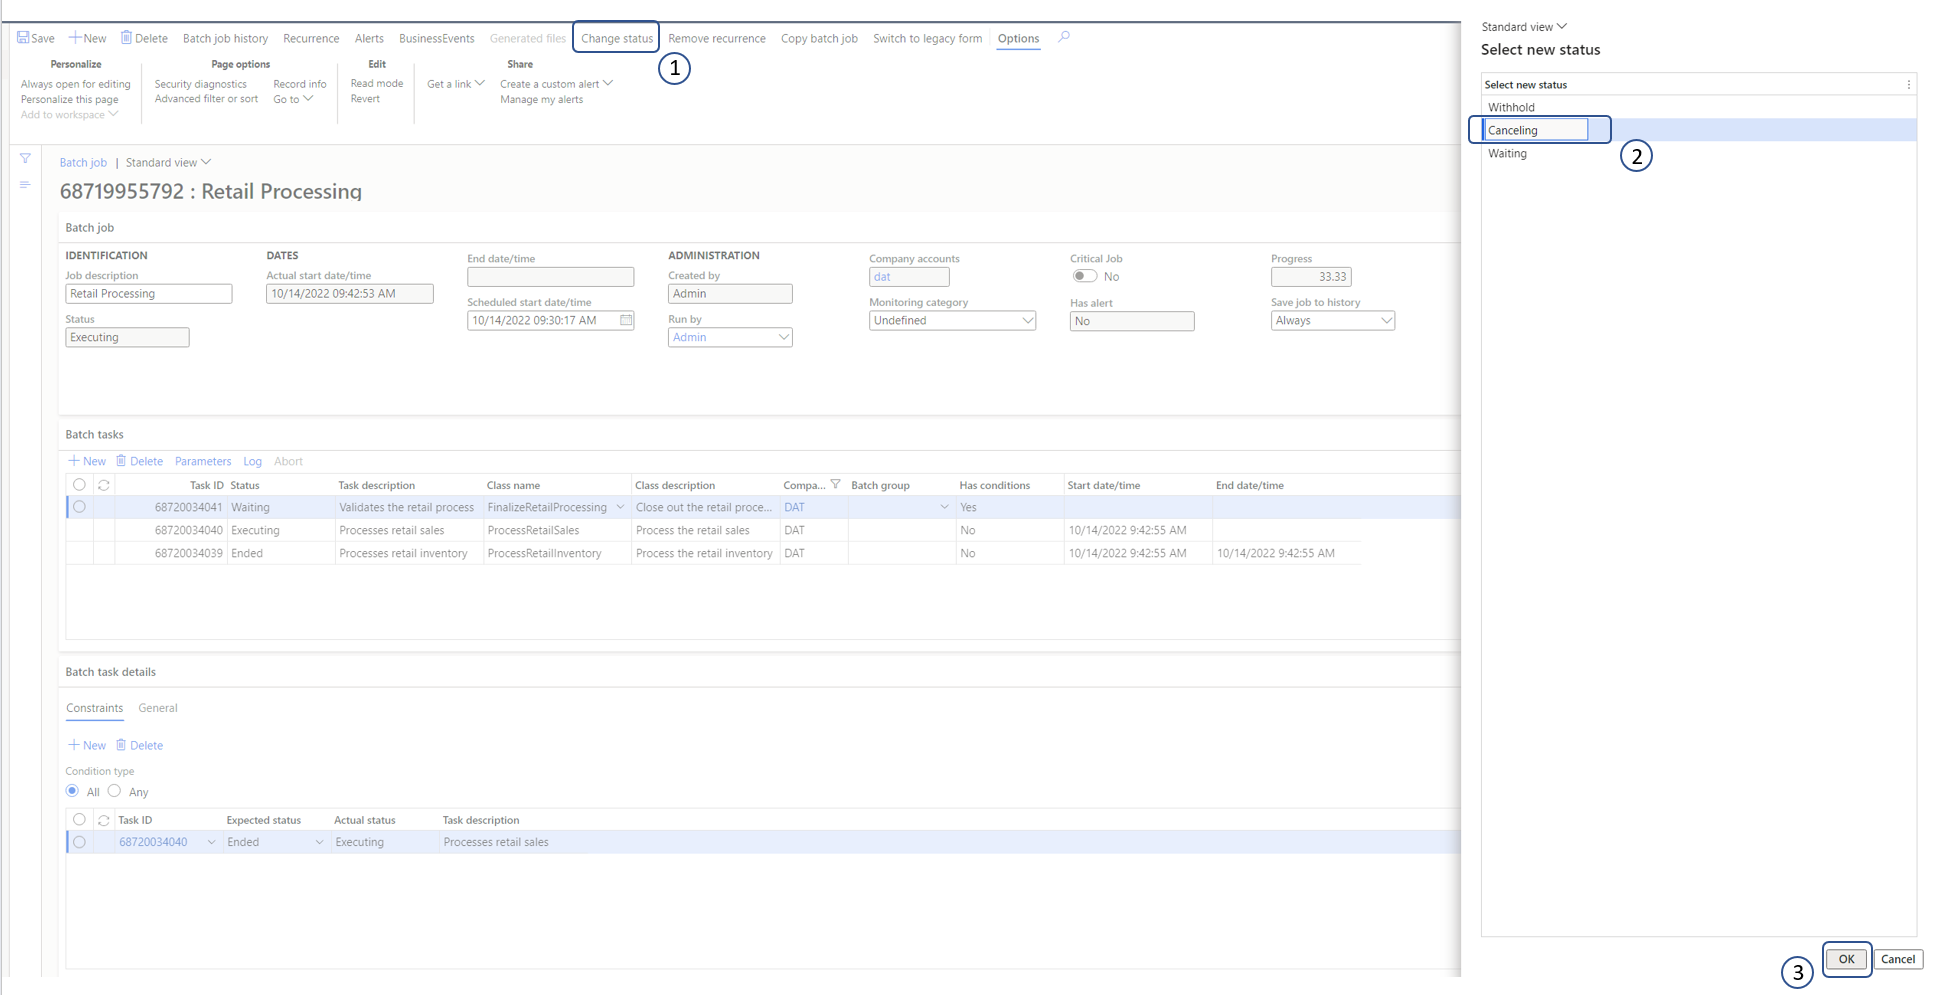 Save New Delete Batch job history Recurrence Alerts BusinessEvents Generated files Change status Remove recurrence Copy batch job Switch to legacy form Options
1
Personalize
Always open for editing
Personalize this page
Add to workspace
Page options
Security diagnostics
Advanced filter or sort
Record info
Go to
Edit
Read mode
Revert
Share
Get a link
Create a custom alert
Manage my alerts
Batch job | Standard view
68719955792 : Retail Processing
Batch job
IDENTIFICATION
Job description
Retail Processing
Status
Executing
DATES
Actual start date/time
10/14/2022 09:42:53 AM
End date/time
Scheduled start date/time
10/14/2022 09:30:17 AM
ADMINISTRATION
Created by
Admin
Run by
Admin
Company accounts
dat
Monitoring category
Undefined
Critical Job
No
Has alert
No
Progress
33.33
Save job to history
Always
Batch tasks
New Delete Parameters Log Abort
Task ID Status Task description Class name Class description Compa... Batch group Has conditions Start date/time End date/time
68720034041 Waiting Validates the retail process FinalizeRetailProcessing Close out the retail proce... DAT Yes
68720034040 Executing Processes retail sales ProcessRetailSales Process the retail sales DAT No 10/14/2022 9:42:55 AM
68720034039 Ended Processes retail inventory ProcessRetailInventory Process the retail inventory DAT No 10/14/2022 9:42:55 AM 10/14/2022 9:42:55 AM
Batch task details
Constraints General
New Delete
Condition type
All Any
Task ID Expected status Actual status Task description
68720034040 Ended Executing Processes retail sales
Standard view
Select new status
Select new status
Withhold
Canceling
2
Waiting
3
OK Cancel